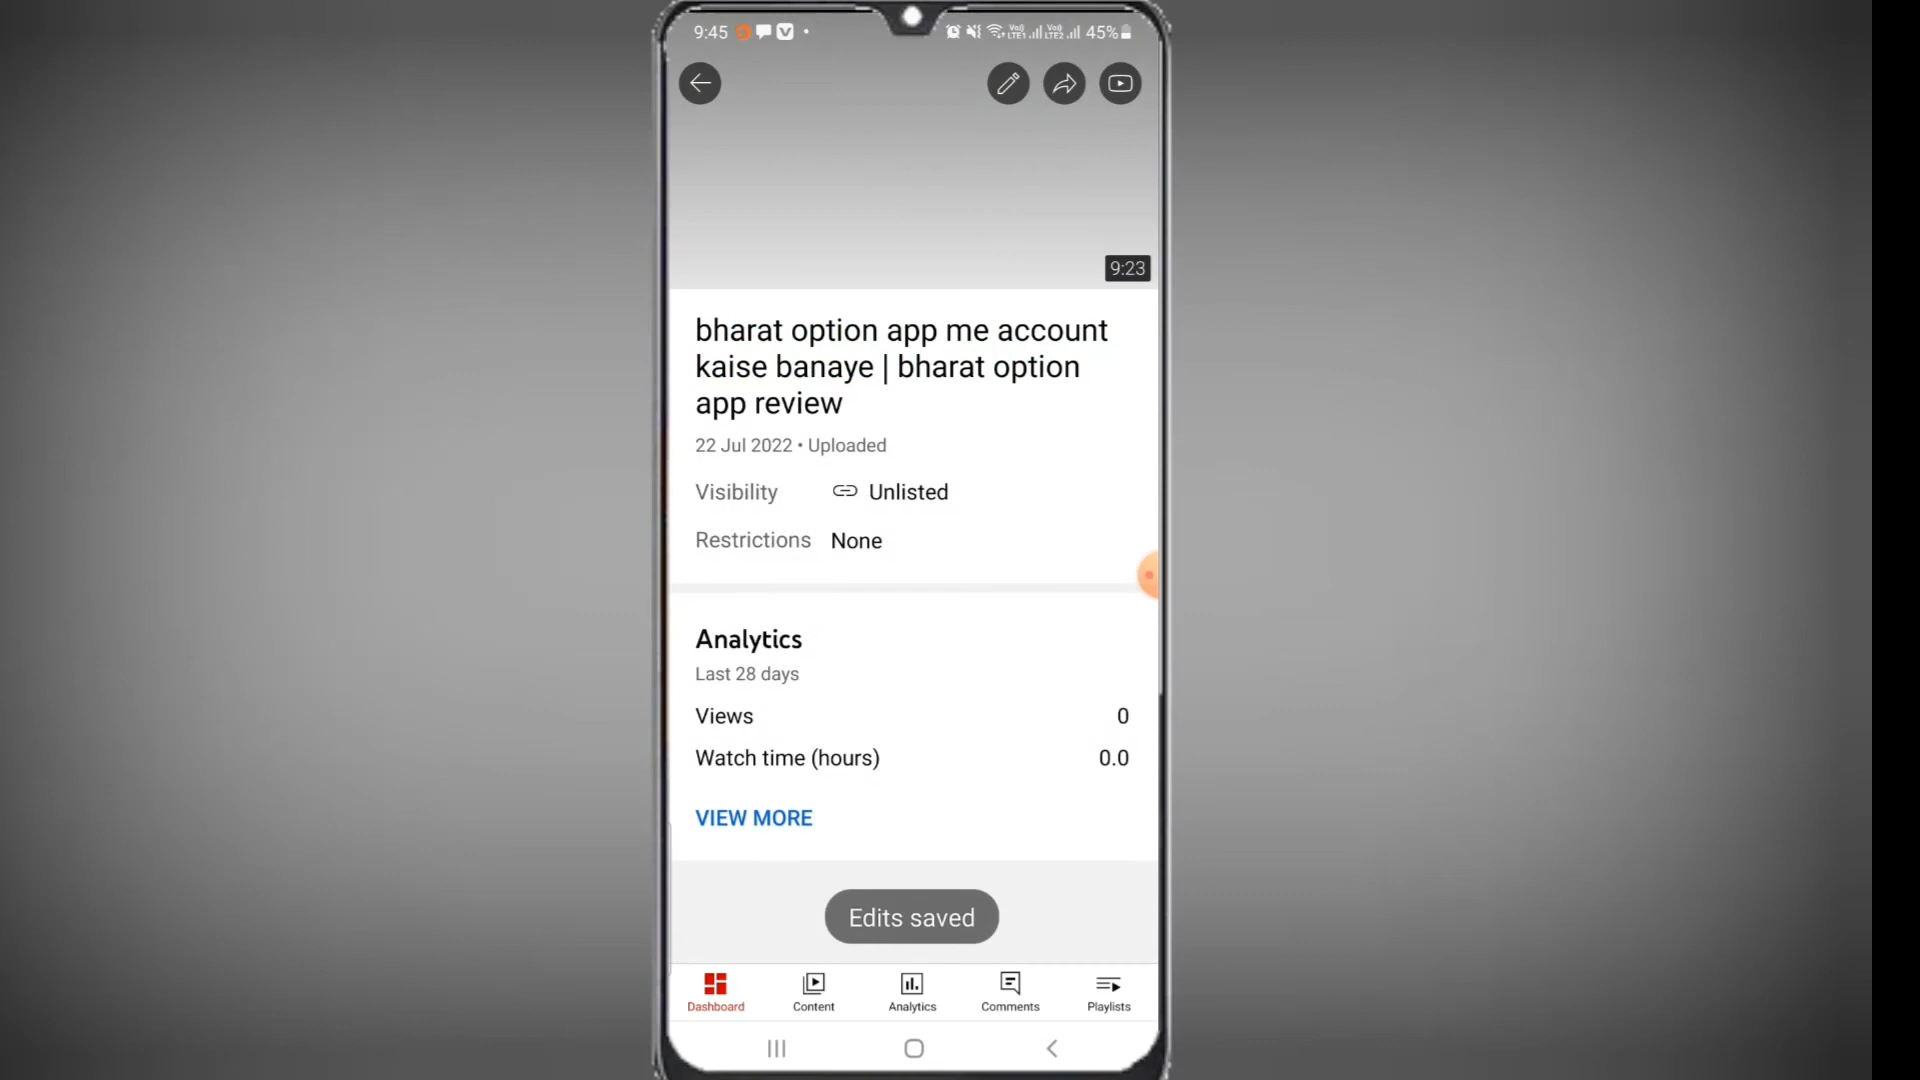 9:45
45%
9:23
bharat option app me account
kaise banaye | bharat option
app review
22 Jul 2022 • Uploaded
Visibility Unlisted
Restrictions None
Analytics
Last 28 days
Views 0
Watch time (hours) 0.0
VIEW MORE
Edits saved
Dashboard Content Analytics Comments Playlists